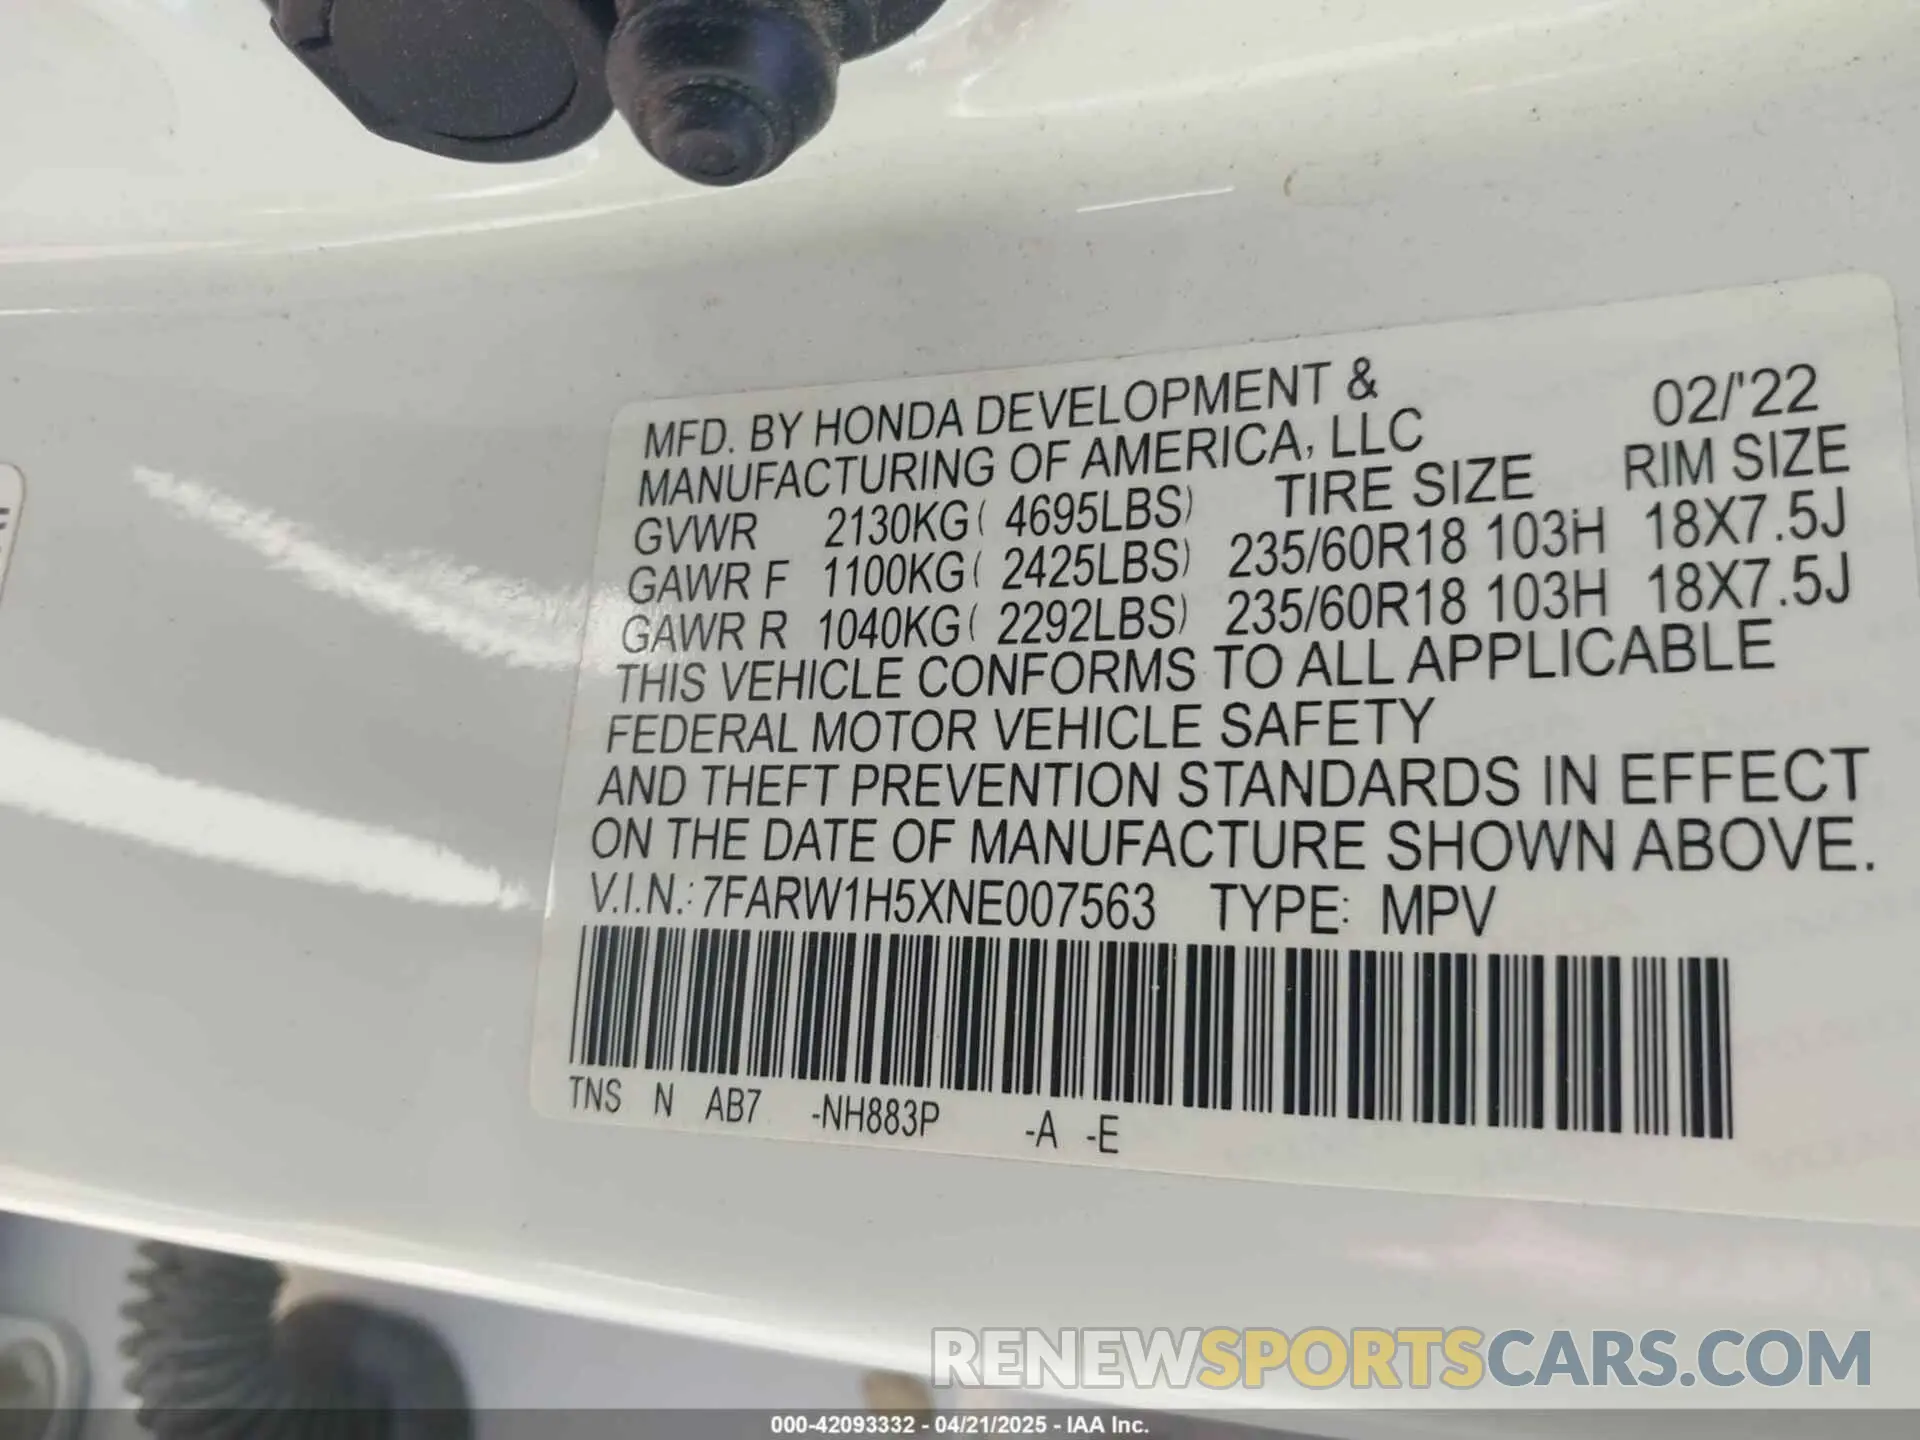 MFD. BY HONDA DEVELOPMENT & 02/'22
MANUFACTURING OF AMERICA, LLC
TIRE SIZE RIM SIZE
GVWR 2130KG( 4695LBS)
GAWR F 1100KG( 2425LBS) 235/60R18 103H 18X7.5J
GAWR R 1040KG( 2292LBS) 235/60R18 103H 18X7.5J
THIS VEHICLE CONFORMS TO ALL APPLICABLE
FEDERAL MOTOR VEHICLE SAFETY
AND THEFT PREVENTION STANDARDS IN EFFECT
ON THE DATE OF MANUFACTURE SHOWN ABOVE.
V.I.N.: 7FARW1H5XNE007563 TYPE: MPV
TNS N AB7 -NH883P -A -E
RENEWSPORTSCARS.COM
000-42093332 - 04/21/2025 - IAA Inc.